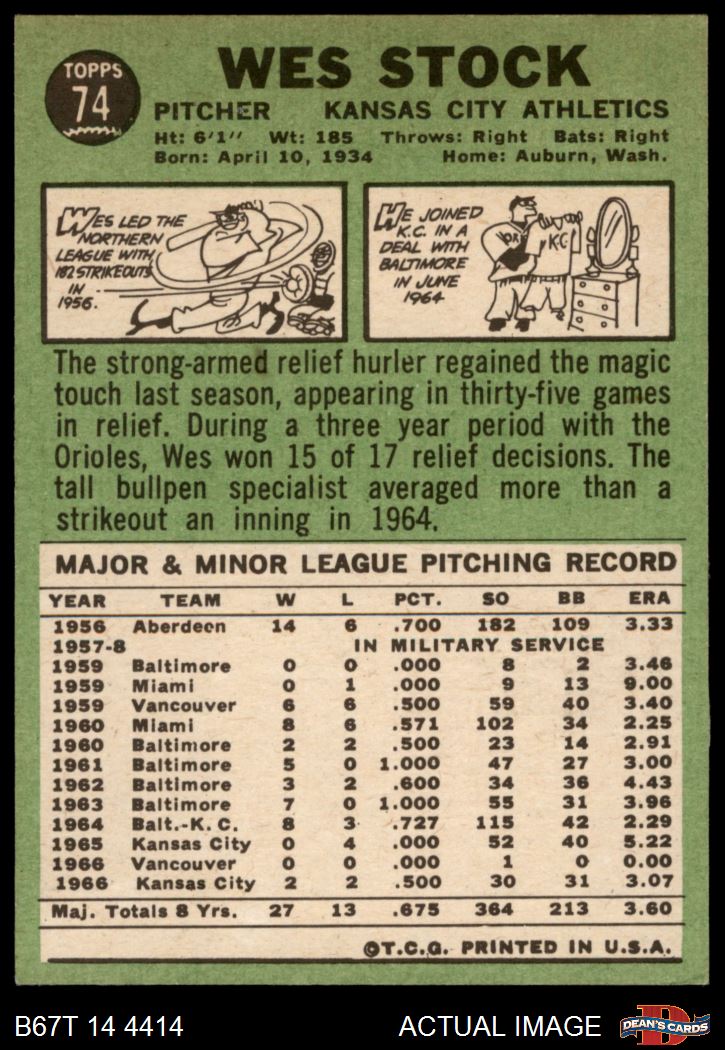 TOPPS
74
WES STOCK
PITCHER KANSAS CITY ATHLETICS
Ht: 6'1" Wt: 185 Throws: Right Bats: Right
Born: April 10, 1934 Home: Auburn, Wash.
WES LED THE
NORTHERN
LEAGUE WITH
182 STRIKEOUTS
IN
1956.
HE JOINED
K.C. IN A
DEAL WITH
BALTIMORE
IN JUNE
1964
KC
The strong-armed relief hurler regained the magic
touch last season, appearing in thirty-five games
in relief. During a three year period with the
Orioles, Wes won 15 of 17 relief decisions. The
tall bullpen specialist averaged more than a
strikeout an inning in 1964.
MAJOR & MINOR LEAGUE PITCHING RECORD
YEAR TEAM W L PCT. SO BB ERA
1956 Aberdeen 14 6 .700 182 109 3.33
1957-8 IN MILITARY SERVICE
1959 Baltimore 0 0 .000 8 2 3.46
1959 Miami 0 1 .000 9 13 9.00
1959 Vancouver 6 6 .500 59 40 3.40
1960 Miami 8 6 .571 102 34 2.25
1960 Baltimore 2 2 .500 23 14 2.91
1961 Baltimore 5 0 1.000 47 27 3.00
1962 Baltimore 3 2 .600 34 36 4.43
1963 Baltimore 7 0 1.000 55 31 3.96
1964 Balt.-K. C. 8 3 .727 115 42 2.29
1965 Kansas City 0 4 .000 52 40 5.22
1966 Vancouver 0 0 .000 1 0 0.00
1966 Kansas City 2 2 .500 30 31 3.07
Maj. Totals 8 Yrs. 27 13 .675 364 213 3.60
©T.C.G. PRINTED IN U.S.A.
B67T 14 4414 ACTUAL IMAGE DEAN'S CARDS